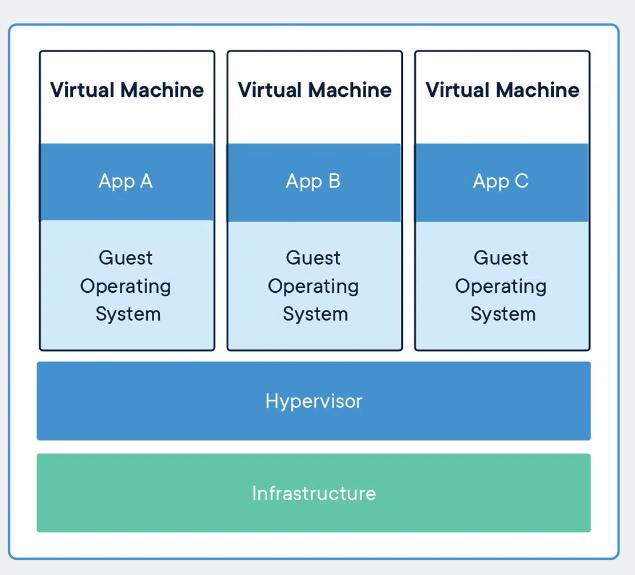 Virtual Machine
Virtual Machine
Virtual Machine
App A
App B
App C
Guest
Operating
System
Guest
Operating
System
Guest
Operating
System
Hypervisor
Infrastructure